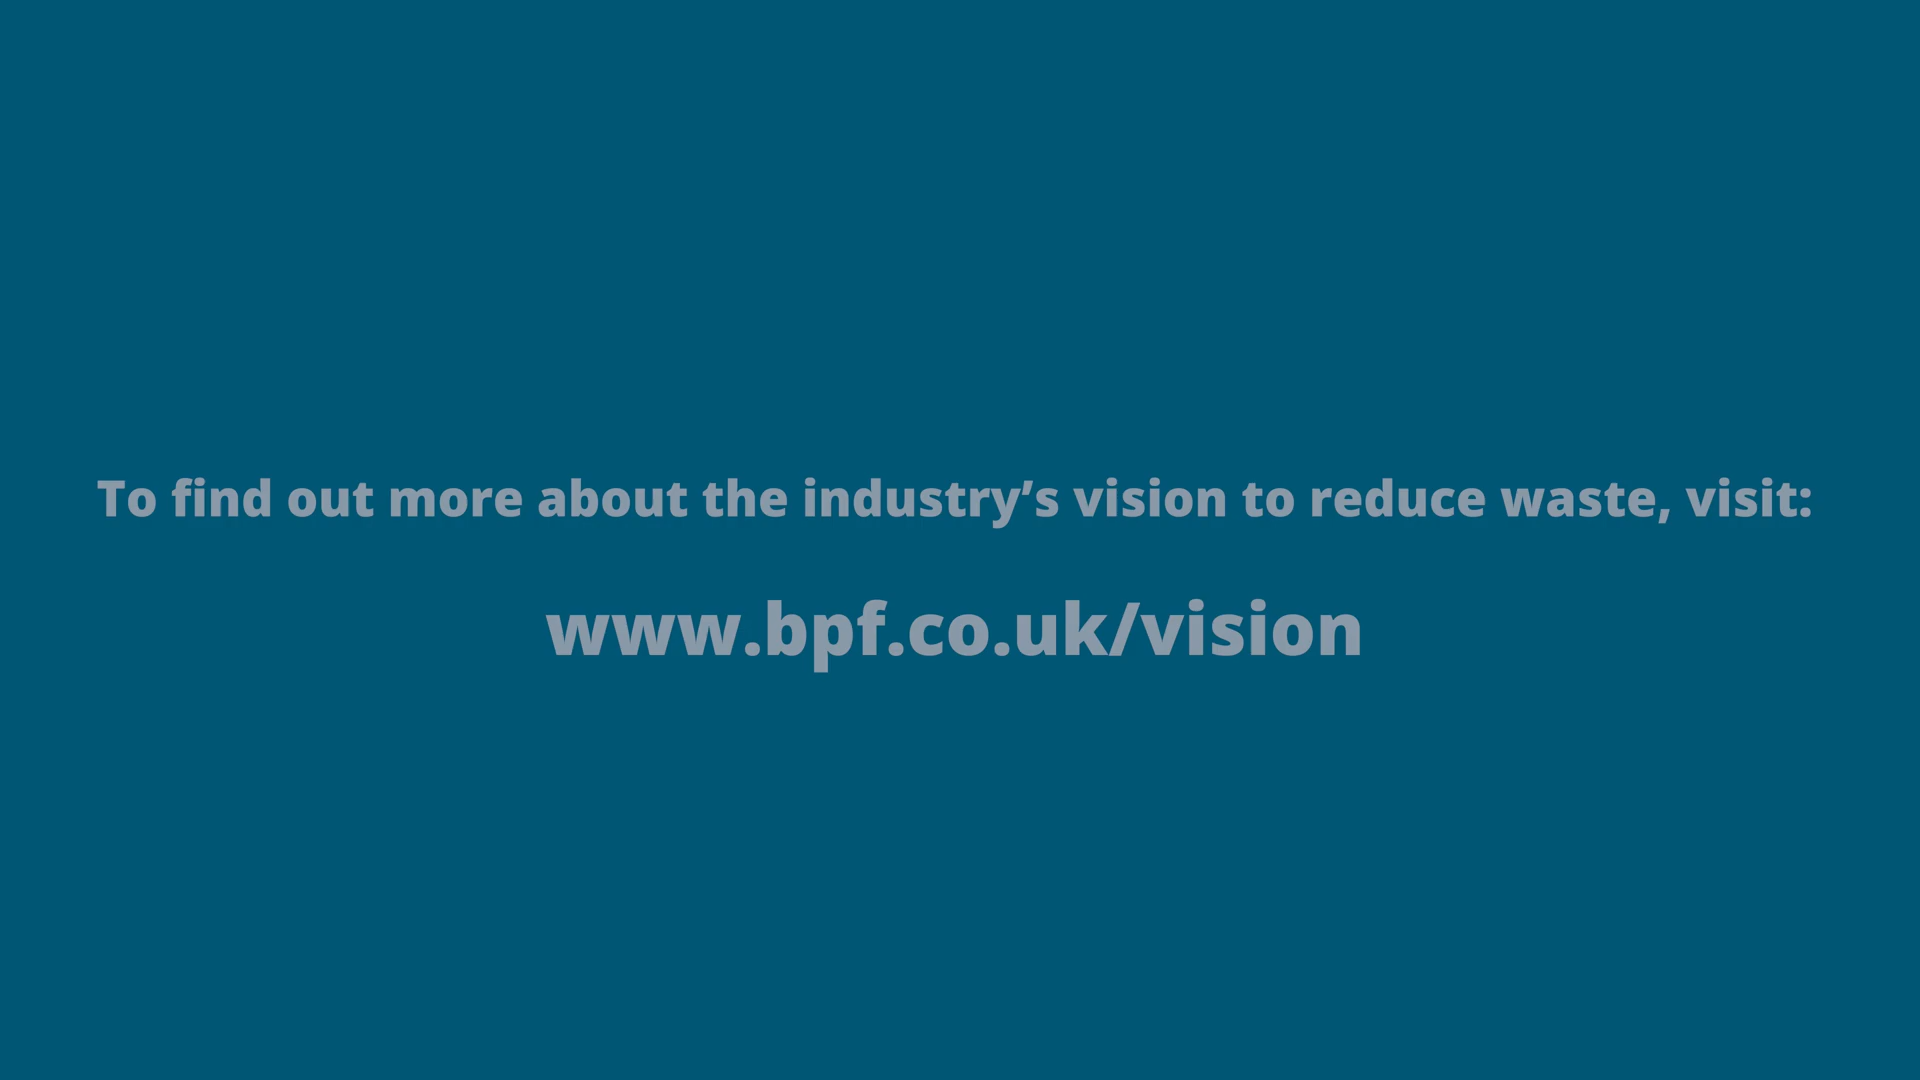 To find out more about the industry’s vision to reduce waste, visit:
www.bpf.co.uk/vision